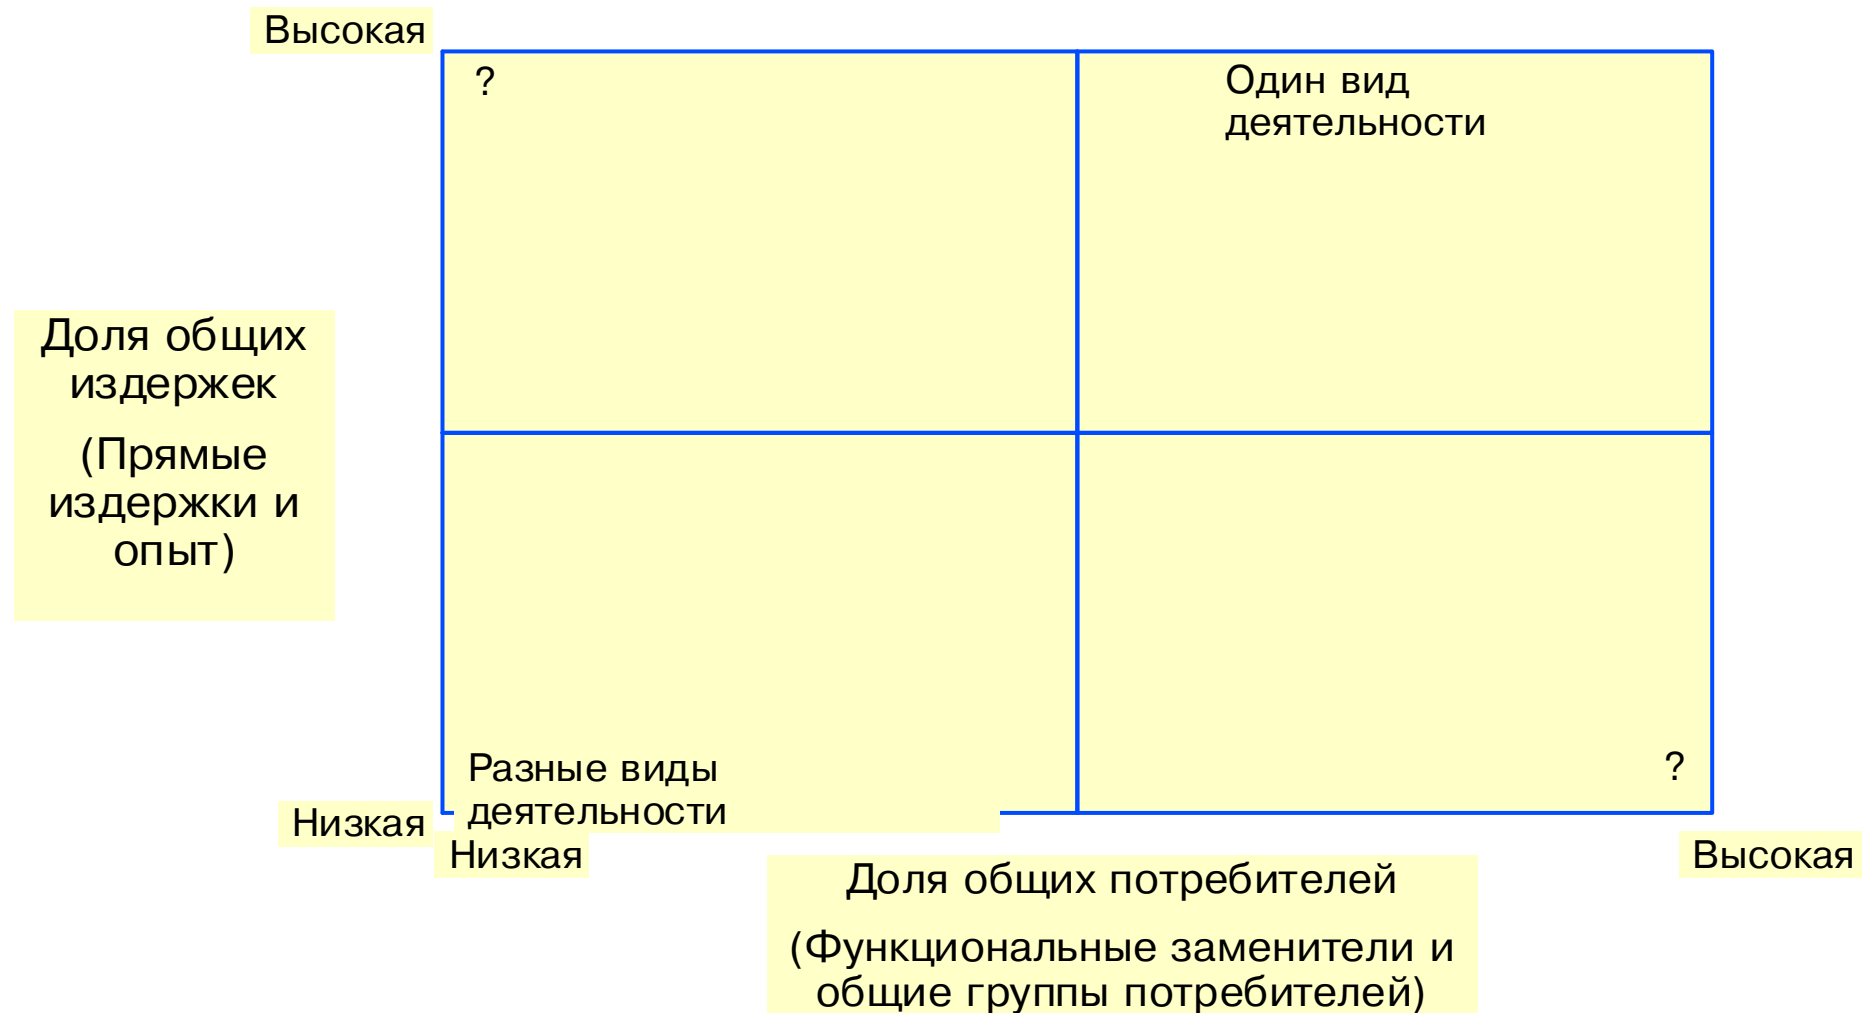 Высокая
?
Один вид
деятельности
Доля общих
издержек
(Прямые
издержки и
опыт)
Разные виды
деятельности
?
Низкая
Низкая
Высокая
Доля общих потребителей
(Функциональные заменители и
общие группы потребителей)